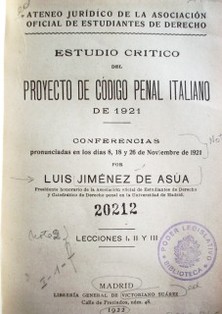 ATENEO JURÍDICO DE LA ASOCIACIÓN
OFICIAL DE ESTUDIANTES DE DERECHO
ESTUDIO CRITICO
DEL
PROYECTO DE CÓDIGO PENAL ITALIANO
DE 1921
CONFERENCIAS
pronunciadas en los días 8, 18 y 26 de Noviembre de 1921
POR
LUIS JIMÉNEZ DE ASÚA
Presidente honorario de la Asociación oficial de Estudiantes de Derecho
y Catedrático de Derecho penal en la Universidad de Madrid.
20212
LECCIONES I, II Y III
PODER LEGISLATIVO
BIBLIOTECA
MADRID
LIBRERÍA GENERAL DE VICTORIANO SUÁREZ
Calle de Preciados, núm. 48.
1922